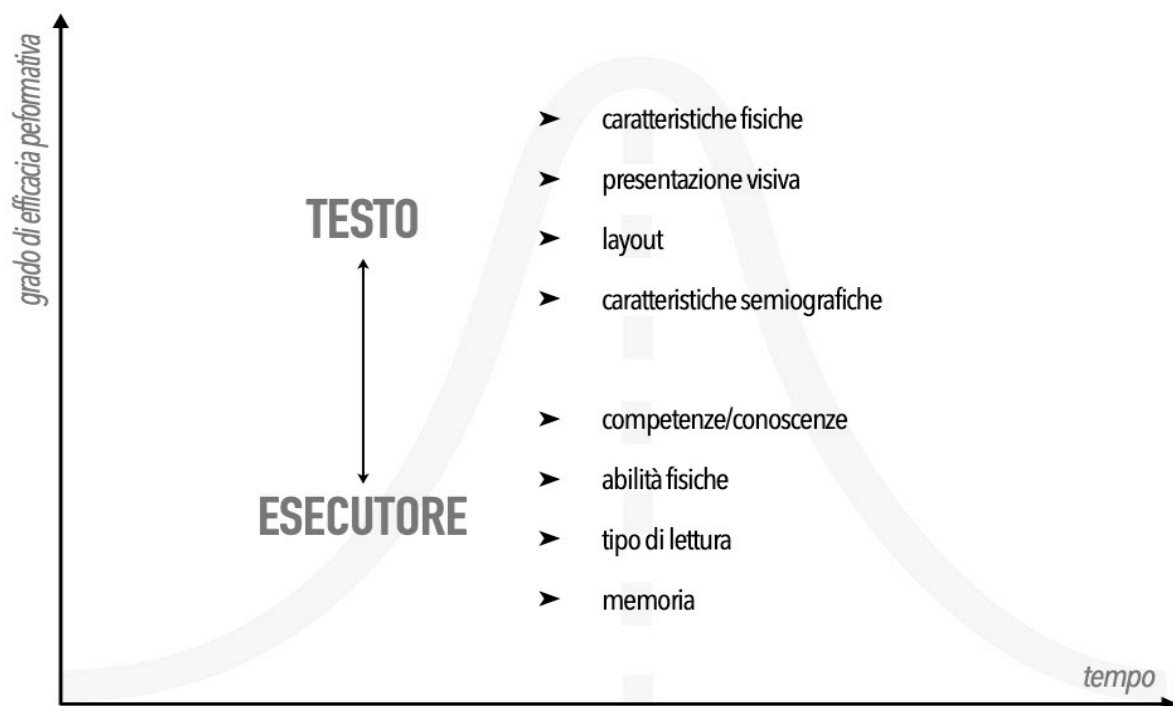 grado di efficacia peformativa
TESTO
ESECUTORE
➤ caratteristiche fisiche
➤ presentazione visiva
➤ layout
➤ caratteristiche semiografiche
➤ competenze/conoscenze
➤ abilità fisiche
➤ tipo di lettura
➤ memoria
tempo